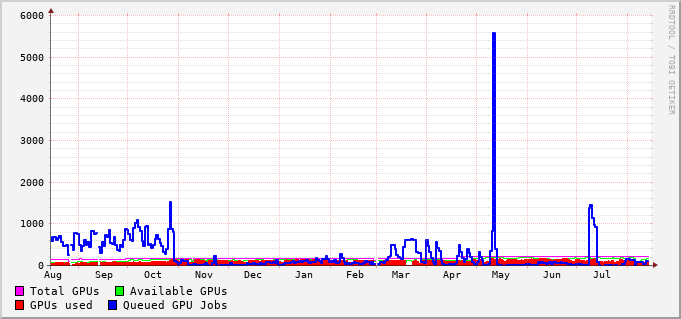 6000
5000
4000
3000
2000
1000
0
Aug Sep Oct Nov Dec Jan Feb Mar Apr May Jun Jul
Total GPUs Available GPUs
GPUs used Queued GPU Jobs
RRDTOOL / TOBI OETIKER